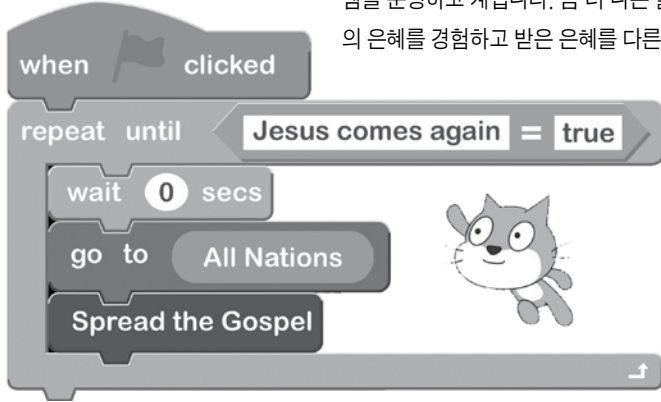 의 은혜를 경험하고 받은 은혜를 다른
when clicked
repeat until Jesus comes again = true
wait 0 secs
go to All Nations
Spread the Gospel